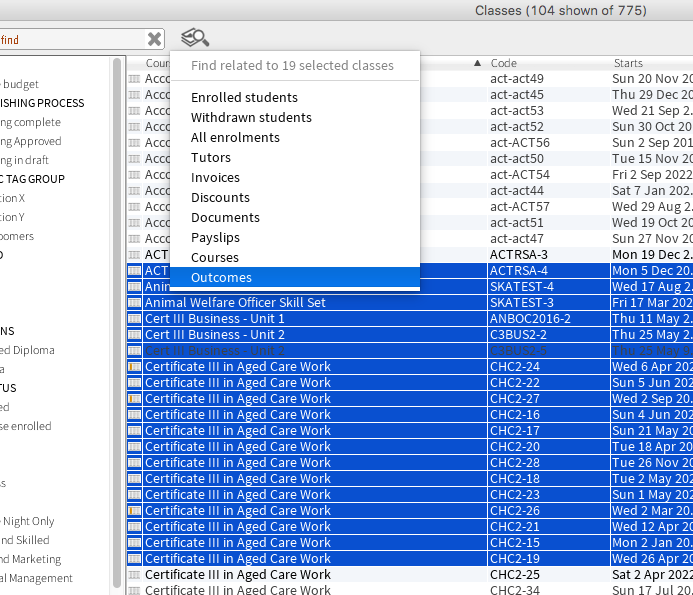 Classes (104 shown of 775)
find
Find related to 19 selected classes
Enrolled students
Withdrawn students
All enrolments
Tutors
Invoices
Discounts
Documents
Payslips
Courses
Outcomes
budget
ISHING PROCESS
ng complete
ng Approved
ng in draft
C TAG GROUP
tion X
tion Y
oomers
NS
ed Diploma
a
TUS
ed
se enrolled
s
Night Only
nd Skilled
nd Marketing
al Management
Cour Code Starts
Acco act-act49 Sun 20 Nov 20
Acco act-act45 Thu 29 Dec 20
Acco act-act53 Wed 21 Sep 2.
Acco act-act52 Sun 30 Oct 20
Acco act-ACT56 Sun 2 Sep 201
Acco act-act50 Tue 15 Nov 20
Acco act-ACT54 Fri 2 Sep 2022
Acco act-act44 Sat 7 Jan 202.
Acco act-ACT57 Wed 29 Aug 2.
Acco act-act51 Wed 19 Oct 20
Acco act-act47 Sun 27 Nov 20
ACT ACTRSA-3 Mon 19 Dec 2.
ACT ACTRSA-4 Mon 5 Dec 20.
Anin SKATEST-4 Wed 17 Aug 2.
Animal Welfare Officer Skill Set SKATEST-3 Fri 17 Mar 202
Cert III Business - Unit 1 ANBOC2016-2 Thu 11 May 2.
Cert III Business - Unit 2 C3BUS2-2 Thu 25 May 2.
Cert III Business - Unit 2
Certificate III in Aged Care Work CHC2-24 Wed 6 Apr 202
Certificate III in Aged Care Work CHC2-22 Sun 5 Jun 202
Certificate III in Aged Care Work CHC2-27 Wed 2 Sep 20.
Certificate III in Aged Care Work CHC2-16 Sun 4 Jun 202
Certificate III in Aged Care Work CHC2-17 Sun 21 May 20
Certificate III in Aged Care Work CHC2-20 Tue 18 Apr 20
Certificate III in Aged Care Work CHC2-28 Tue 26 Nov 20
Certificate III in Aged Care Work CHC2-18 Tue 2 May 202
Certificate III in Aged Care Work CHC2-23 Sun 1 May 202
Certificate III in Aged Care Work CHC2-26 Wed 2 Mar 20.
Certificate III in Aged Care Work CHC2-21 Wed 12 Apr 20
Certificate III in Aged Care Work CHC2-15 Mon 2 Jan 20.
Certificate III in Aged Care Work CHC2-19 Wed 26 Apr 20
Certificate III in Aged Care Work CHC2-25 Sat 2 Apr 2022
Certificate III in Aged Care Work CHC2-34 Sun 17 Jul 20